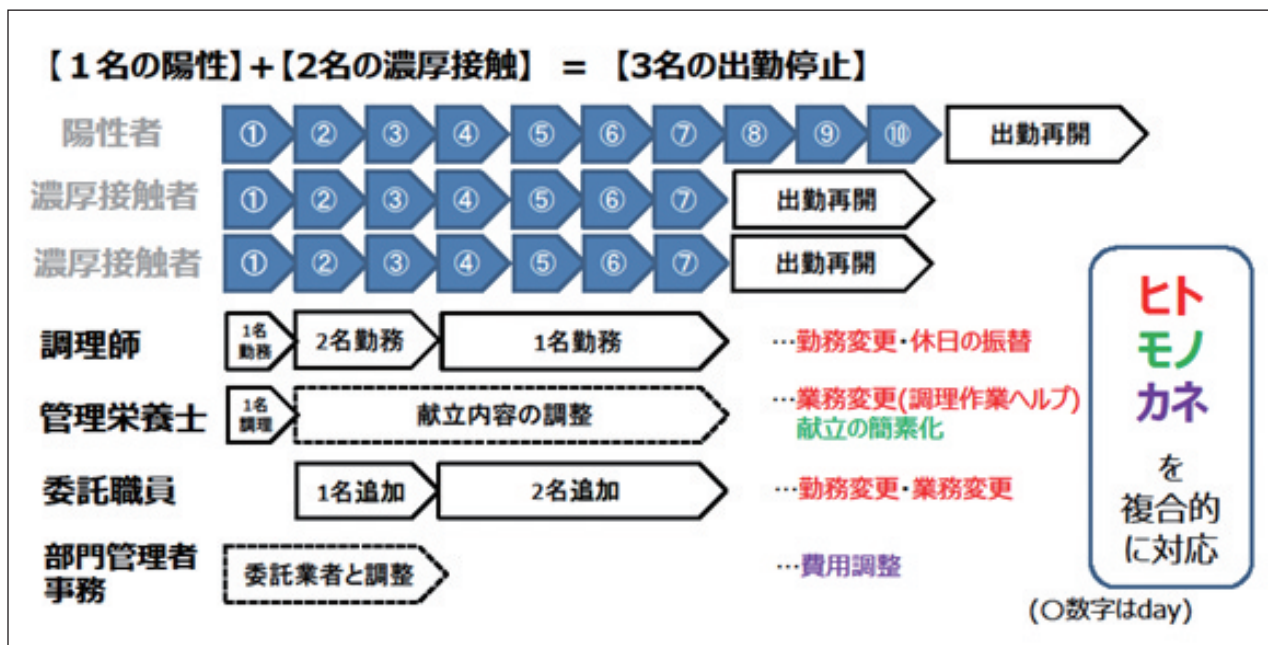 【１名の陽性】+【2名の濃厚接触】 = 【3名の出勤停止】
陽性者 ① ② ③ ④ ⑤ ⑥ ⑦ ⑧ ⑨ ⑩ 出勤再開
濃厚接触者 ① ② ③ ④ ⑤ ⑥ ⑦ 出勤再開
濃厚接触者 ① ② ③ ④ ⑤ ⑥ ⑦ 出勤再開
調理師 1名勤務 2名勤務 1名勤務 …勤務変更・休日の振替
管理栄養士 1名調理 献立内容の調整 …業務変更(調理作業ヘルプ)
献立の簡素化
委託職員 1名追加 2名追加 …勤務変更・業務変更
部門管理者
事務
委託業者と調整 …費用調整
ヒト
モノ
カネ
を
複合的
に対応
(〇数字はday)